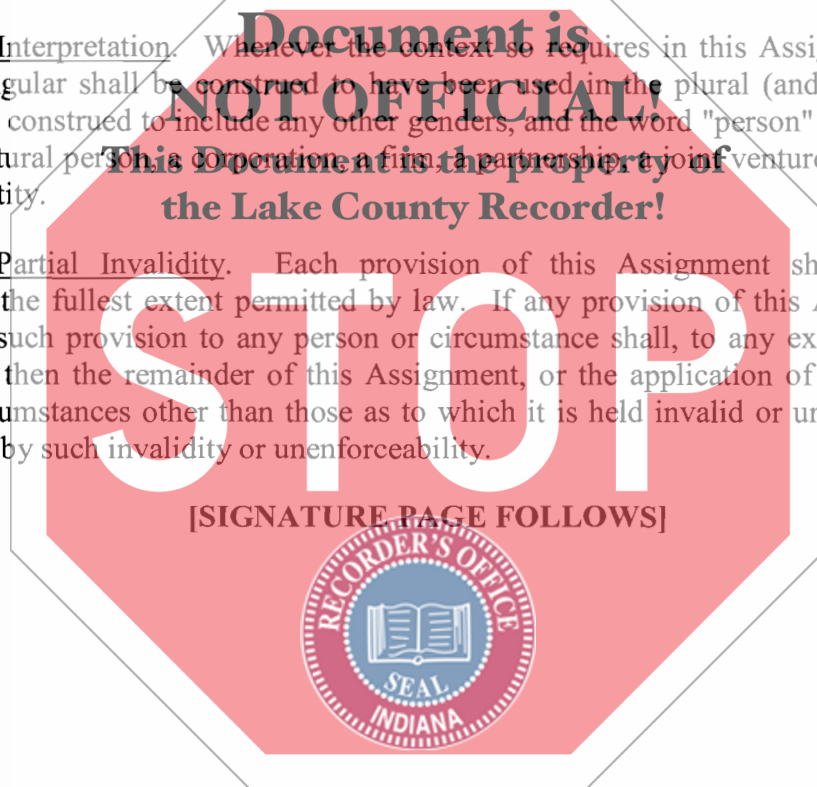 Document is
Interpretation. Whenever the context so requires in this Assi
NOT OFFICIAL!
gular shall be construed to have been used in the plural (and
construed to include any other genders, and the word "person"
This Document is the property of
tural person, a corporation, a firm, a partnership, a joint venture
the Lake County Recorder!
tity.
Partial Invalidity. Each provision of this Assignment sh
the fullest extent permitted by law. If any provision of this A
such provision to any person or circumstance shall, to any ex
then the remainder of this Assignment, or the application of
umstances other than those as to which it is held invalid or un
by such invalidity or unenforceability.
STOP
[SIGNATURE PAGE FOLLOWS]
RECORDER'S OFFICE
SEAL
INDIANA